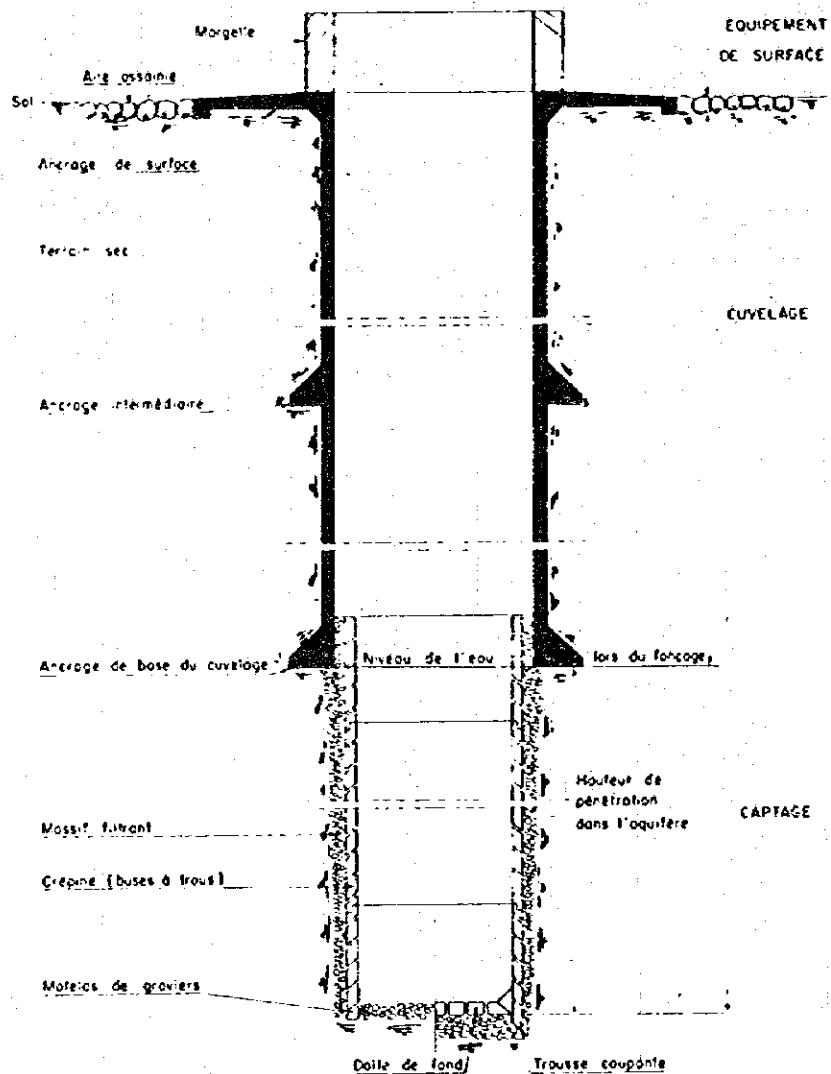 Margelle
ÉQUIPEMENT
DE SURFACE
Aire assainie
Sol
Ancrage de surface
Terrain sec
CUVELAGE
Ancrage intermédiaire
Ancrage de base du cuvelage
Niveau de l'eau
lors du fonçage
Hauteur de
pénétration
dans l'aquifère
CAPTAGE
Massif filtrant
Crépine (buses à trous)
Matelas de graviers
Dalle de fond
Trousse coupante